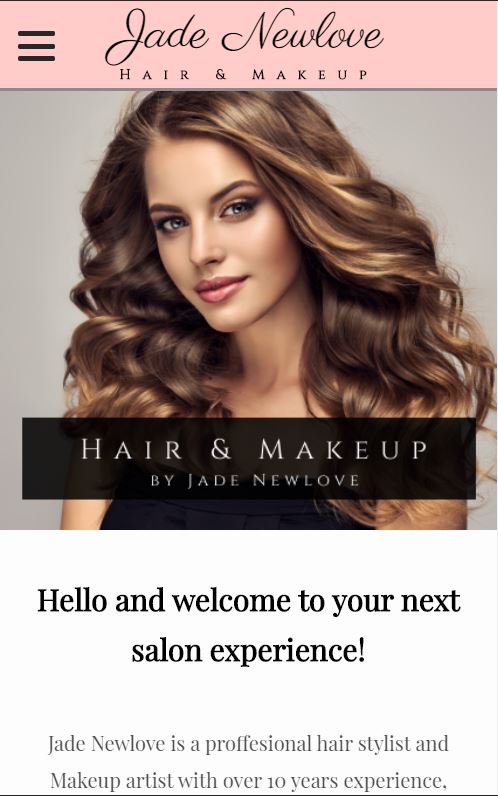 Jade Newlove
Hair & Makeup
Hair & Makeup
by Jade Newlove
Hello and welcome to your next
salon experience!
Jade Newlove is a proffesional hair stylist and
Makeup artist with over 10 years experience,